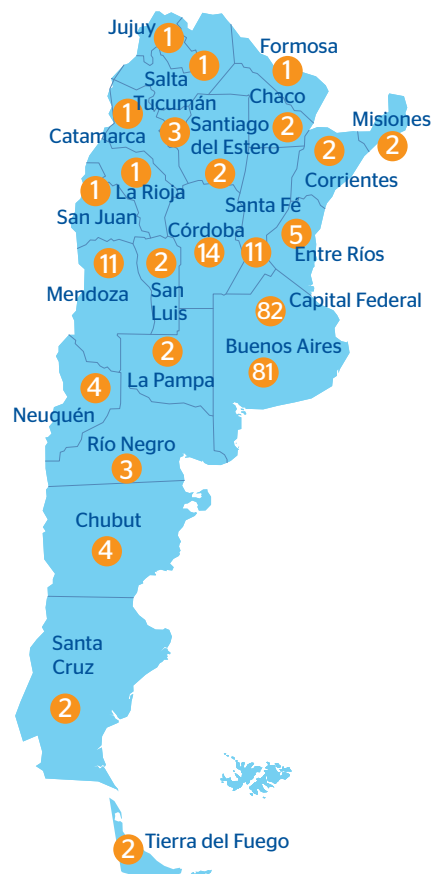 Jujuy
1
Formosa
1
1
Salta
Chaco
1
Tucumán
Catamarca
3
Santiago
del Estero
2
Misiones
2
2
Corrientes
1
La Rioja
2
1
San Juan
Santa Fé
Córdoba
14
11
5
Entre Ríos
11
Mendoza
2
San
Luis
82
Capital Federal
Buenos Aires
81
2
La Pampa
4
Neuquén
Río Negro
3
Chubut
4
Santa
Cruz
2
2
Tierra del Fuego